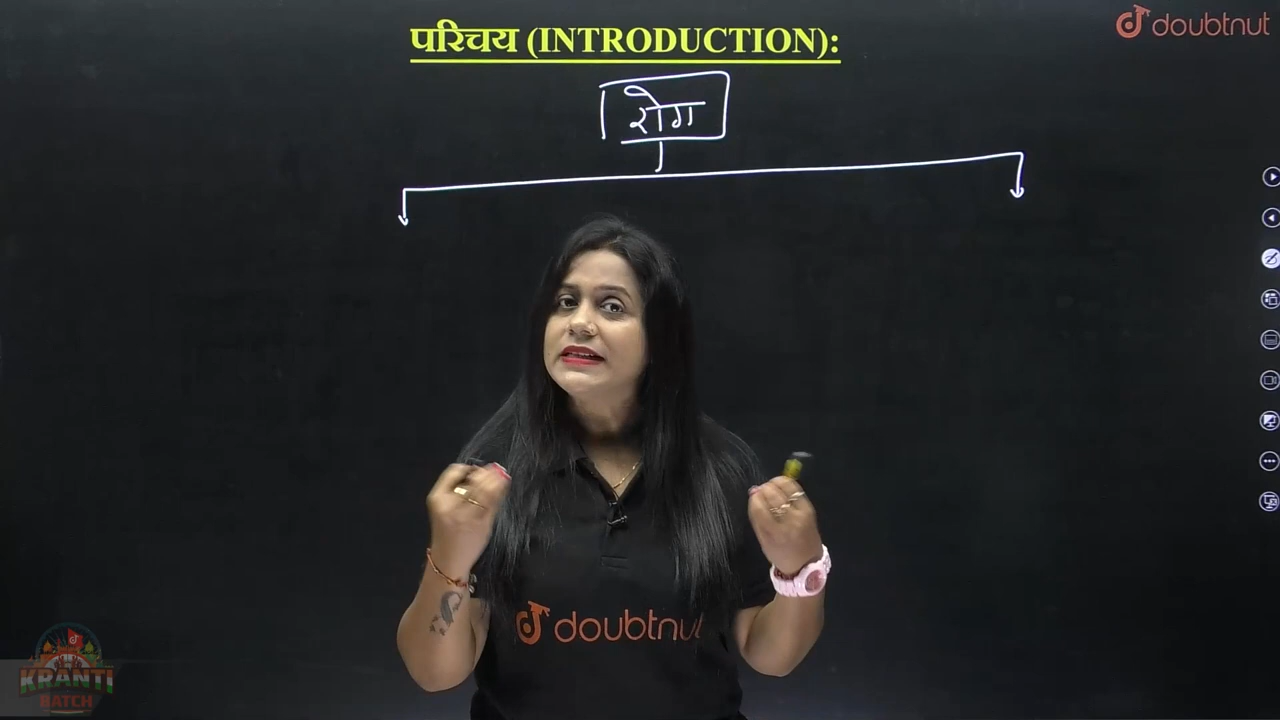 परिचय (INTRODUCTION):
doubtnut
रोग
doubtnut
KRANTI
BATCH